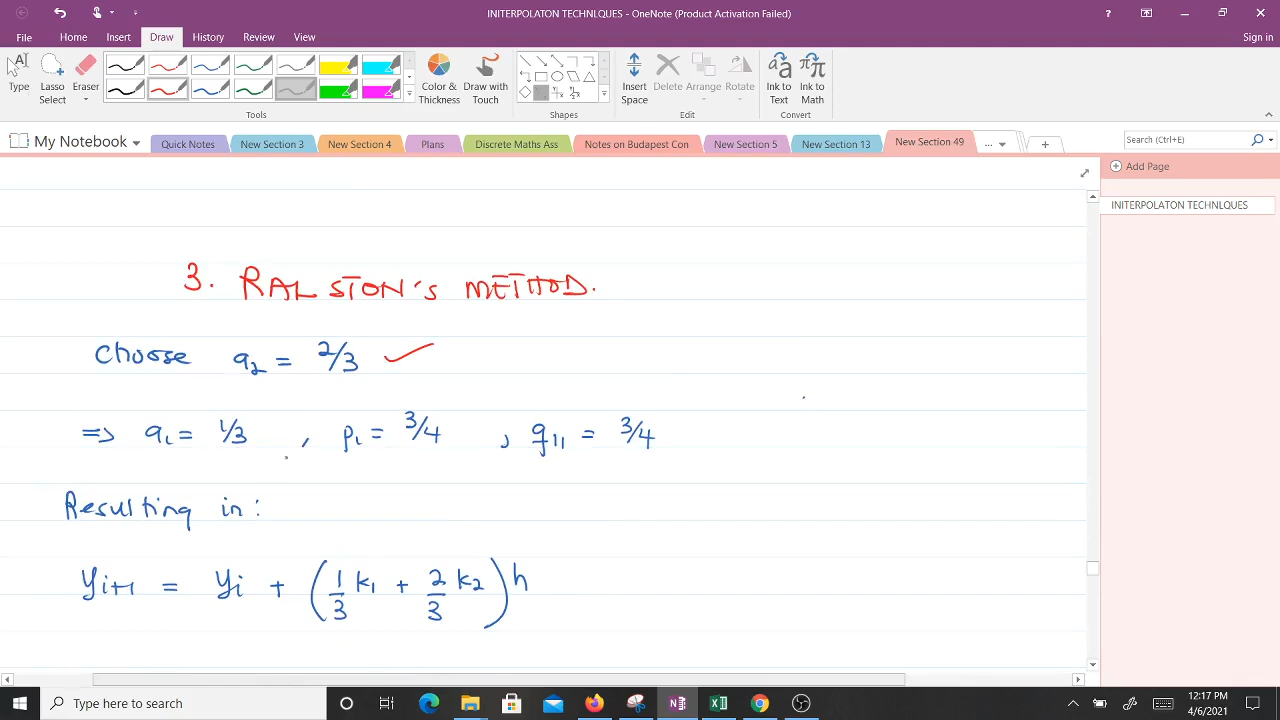 INITERPOLATON TECHNLQUES - OneNote (Product Activation Failed)
File Home Insert Draw History Review View
Sign in
Type
Lasso Select
Eraser
Color & Thickness
Draw with Touch
Insert Space
Delete
Arrange
Rotate
Ink to Text
Ink to Math
Tools
Shapes
Edit
Convert
My Notebook
Quick Notes
New Section 3
New Section 4
Plans
Discrete Maths Ass
Notes on Budapest Con
New Section 5
New Section 13
New Section 49
...
Search (Ctrl+E)
Add Page
INITERPOLATON TECHNLQUES
3. RALSTON'S METHOD.
Choose a₂ = 2/3 ✓
⇒ a₁ = 1/3 , p₁ = 3/4 , q₁₁ = 3/4
Resulting in:
yᵢ₊₁ = yᵢ + (1/3 k₁ + 2/3 k₂) h
Type here to search
12:17 PM
4/6/2021